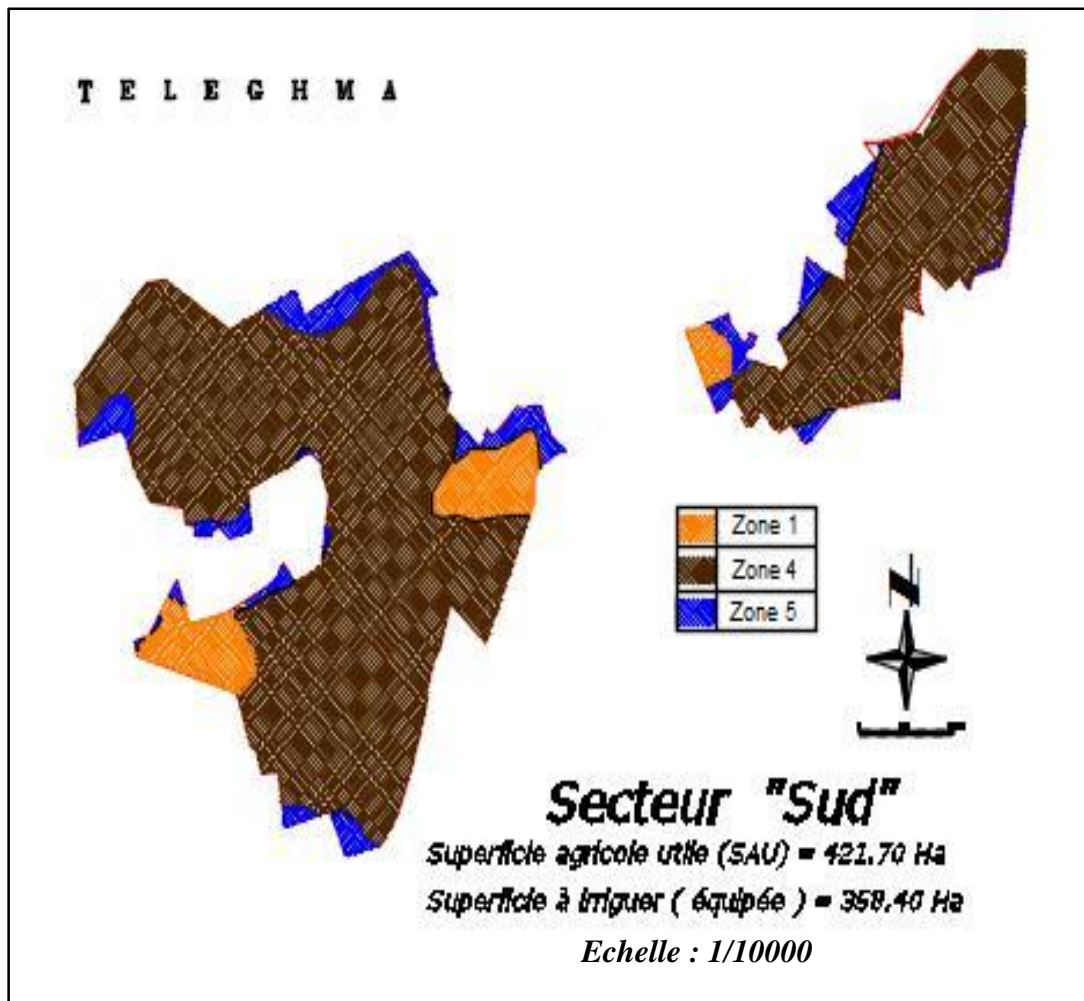 T E L E G H M A
Zone 1
Zone 4
Zone 5
N
Secteur "Sud"
Superficie agricole utile (SAU) = 421.70 Ha
Superficie à irriguer ( équipée ) = 358.40 Ha
Echelle : 1/10000